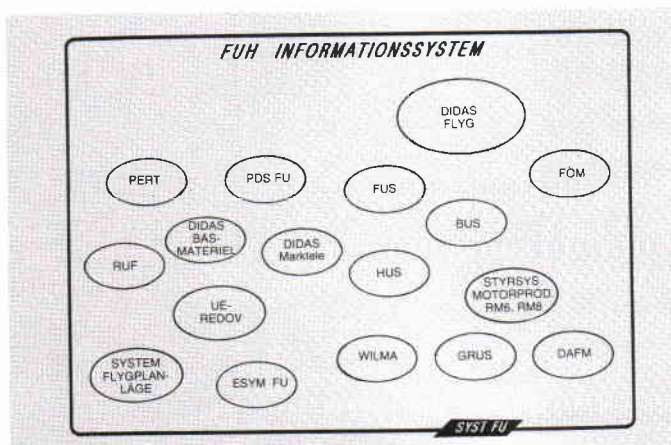 FUH INFORMATIONSSYSTEM
DIDAS
FLYG
PERT
PDS FU
FUS
FÖM
DIDAS
BAS-
MATERIEL
DIDAS
Marktele
BUS
RUF
HUS
STYRSYS.
MOTORPROD.
RM6, RM8
UE-
REDOV
SYSTEM
FLYGPLAN-
LÄGE
ESYM FU
WILMA
GRUS
DAFM
SYST FU